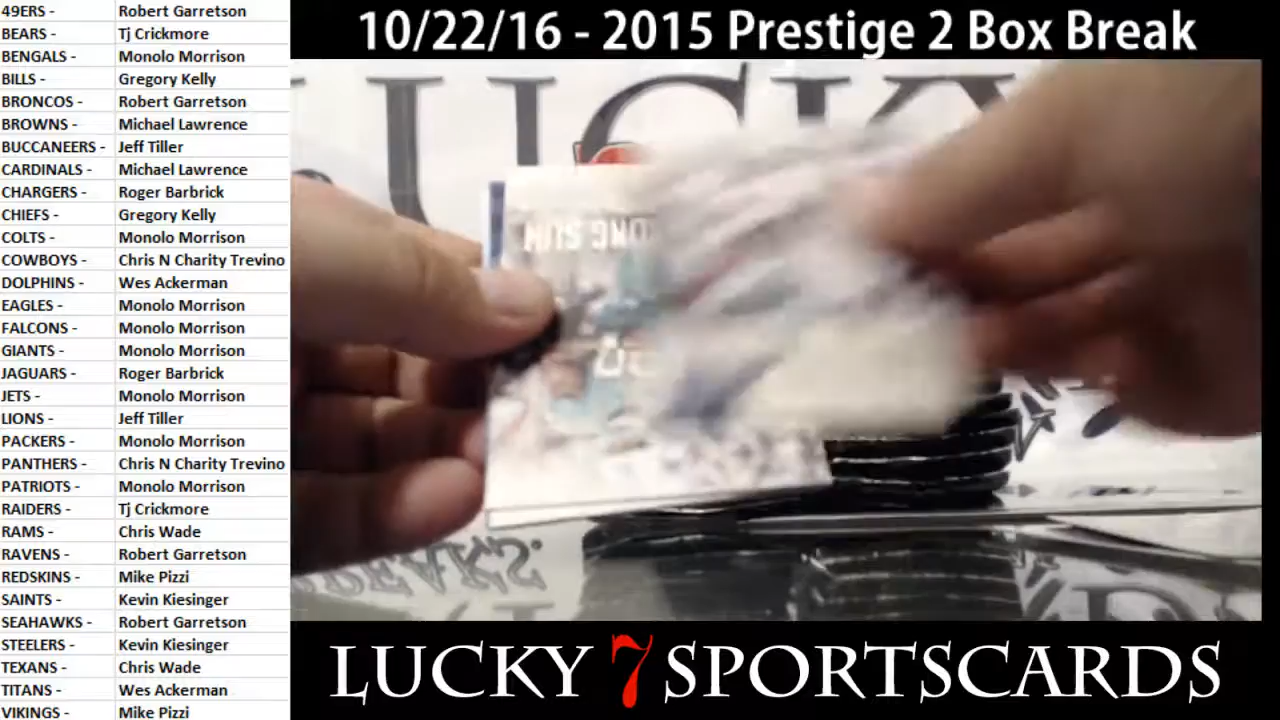 49ERS - Robert Garretson
BEARS - Tj Crickmore
BENGALS - Monolo Morrison
BILLS - Gregory Kelly
BRONCOS - Robert Garretson
BROWNS - Michael Lawrence
BUCCANEERS - Jeff Tiller
CARDINALS - Michael Lawrence
CHARGERS - Roger Barbrick
CHIEFS - Gregory Kelly
COLTS - Monolo Morrison
COWBOYS - Chris N Charity Trevino
DOLPHINS - Wes Ackerman
EAGLES - Monolo Morrison
FALCONS - Monolo Morrison
GIANTS - Monolo Morrison
JAGUARS - Roger Barbrick
JETS - Monolo Morrison
LIONS - Jeff Tiller
PACKERS - Monolo Morrison
PANTHERS - Chris N Charity Trevino
PATRIOTS - Monolo Morrison
RAIDERS - Tj Crickmore
RAMS - Chris Wade
RAVENS - Robert Garretson
REDSKINS - Mike Pizzi
SAINTS - Kevin Kiesinger
SEAHAWKS - Robert Garretson
STEELERS - Kevin Kiesinger
TEXANS - Chris Wade
TITANS - Wes Ackerman
VIKINGS - Mike Pizzi
10/22/16 - 2015 Prestige 2 Box Break
LUCKY
LUCKY 7 SPORTSCARDS